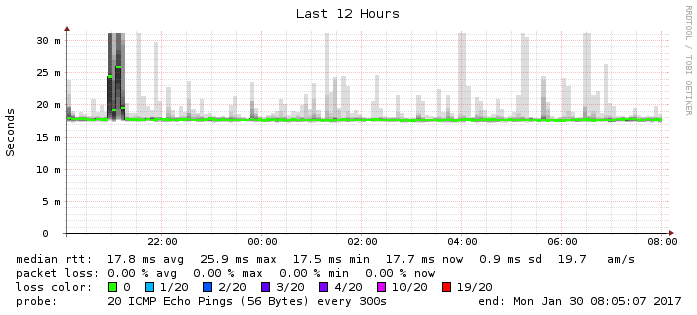 Last 12 Hours
RRDTOOL / TOBI OETIKER
Seconds
30 m
25 m
20 m
15 m
10 m
5 m
0
22:00 00:00 02:00 04:00 06:00 08:00
median rtt: 17.8 ms avg 25.9 ms max 17.5 ms min 17.7 ms now 0.9 ms sd 19.7 am/s
packet loss: 0.00 % avg 0.00 % max 0.00 % min 0.00 % now
loss color: 0 1/20 2/20 3/20 4/20 10/20 19/20
probe: 20 ICMP Echo Pings (56 Bytes) every 300s end: Mon Jan 30 08:05:07 2017